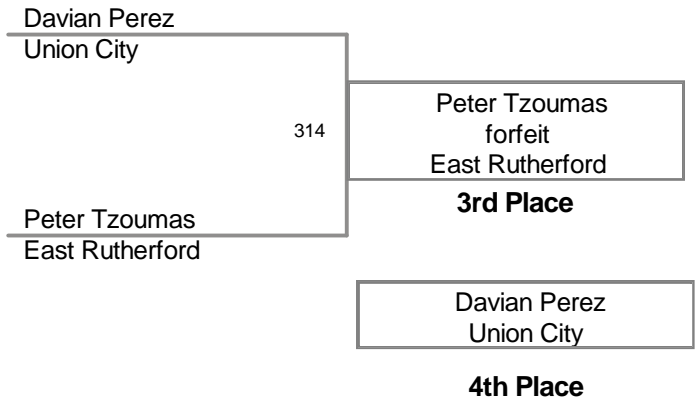 Davian Perez
Union City
314
Peter Tzoumas
forfeit
East Rutherford
3rd Place
Peter Tzoumas
East Rutherford
Davian Perez
Union City
4th Place